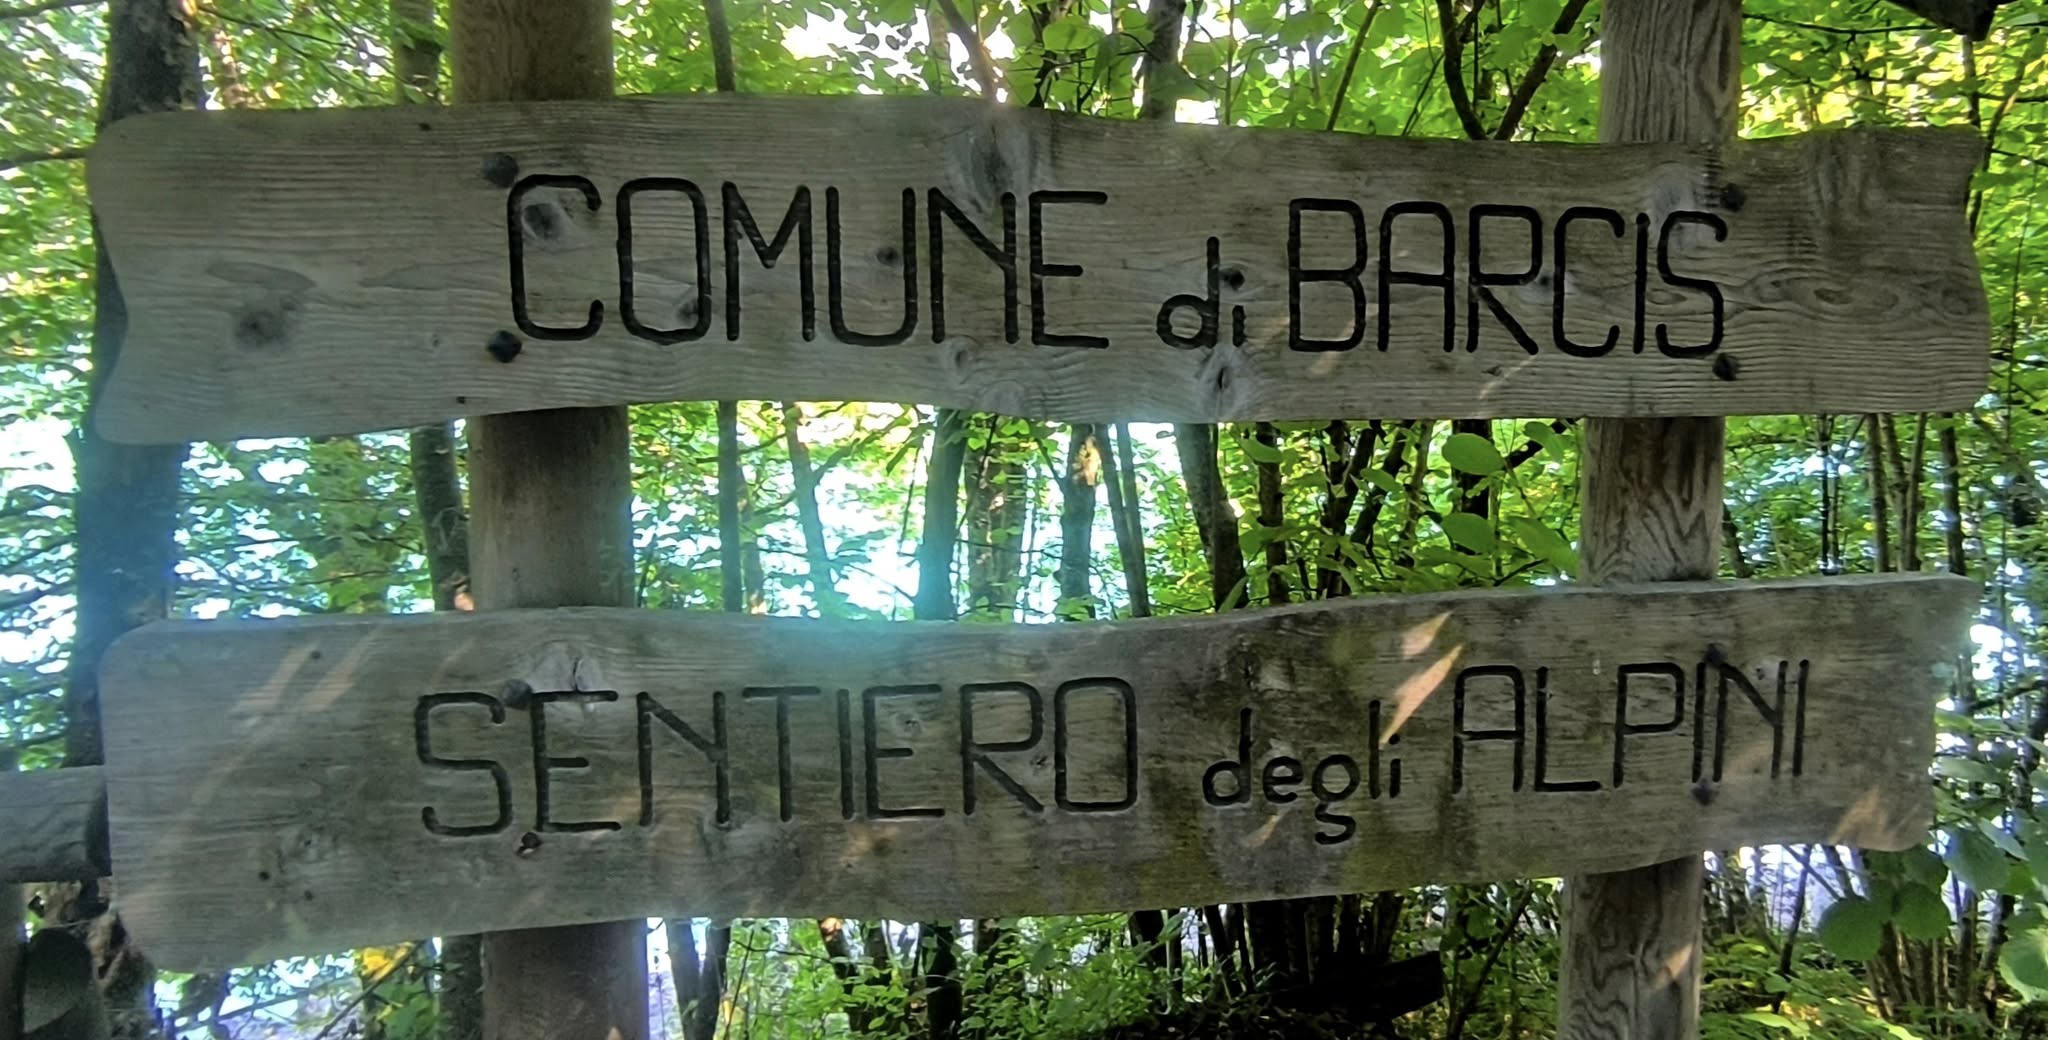 COMUNE di BARCIS
SENTIERO degli ALPINI